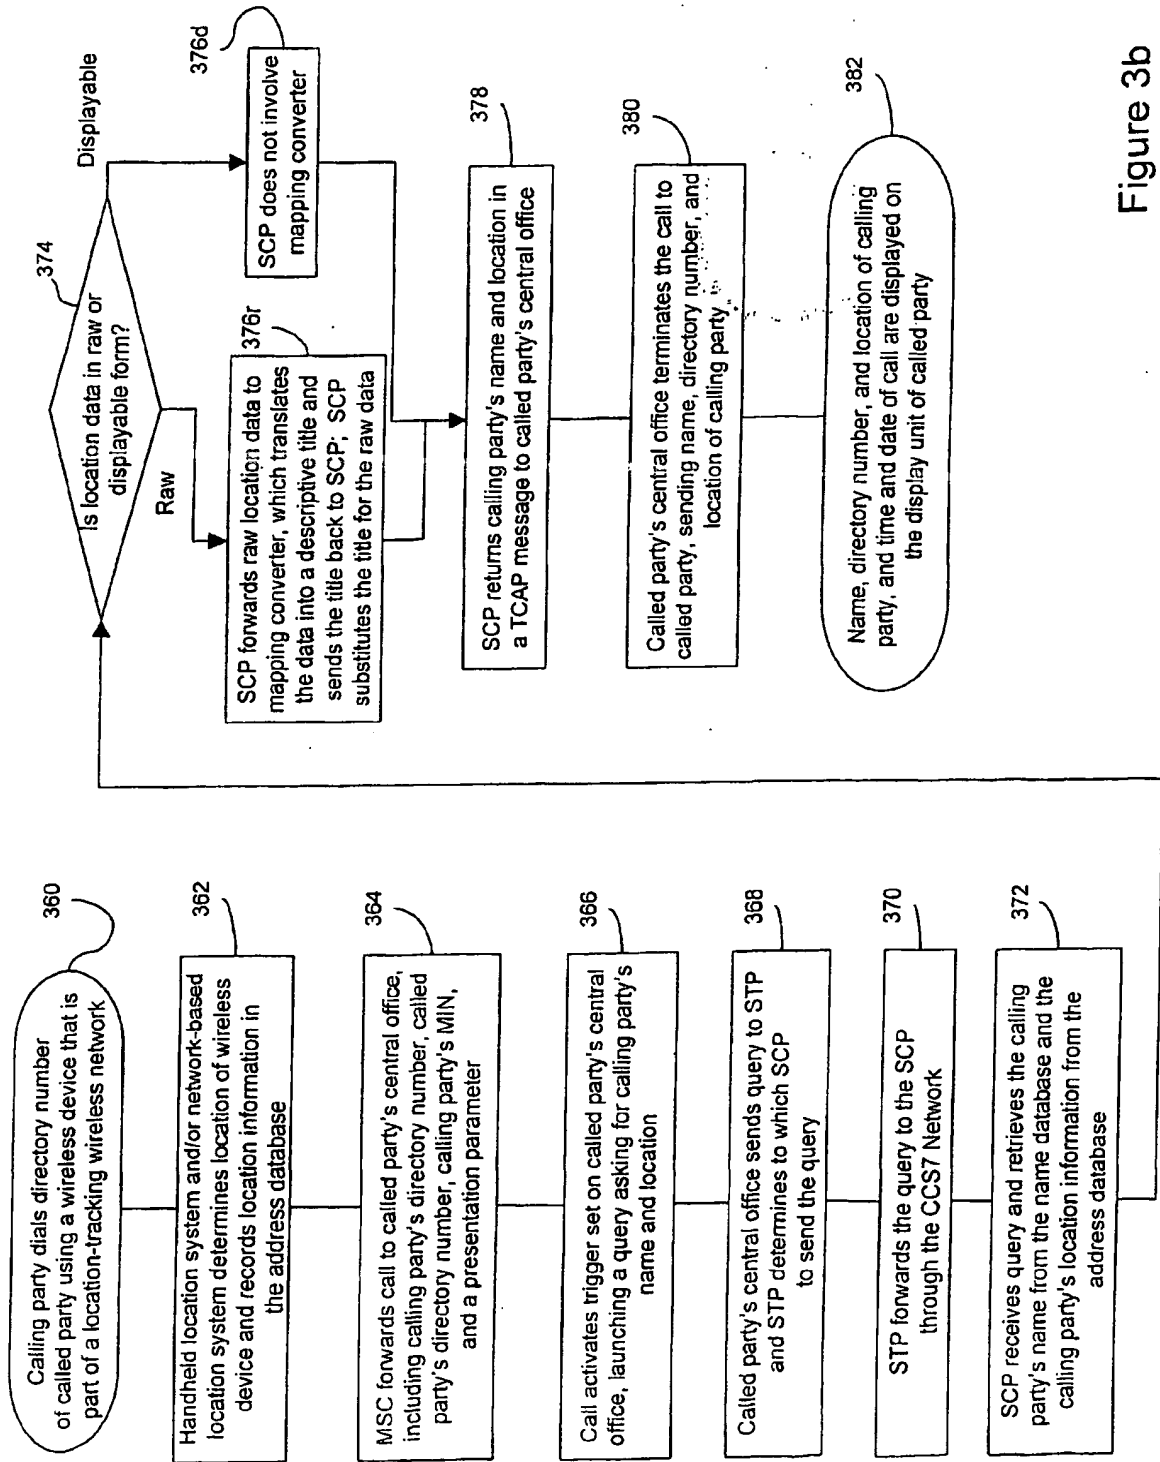 Calling party dials directory number
of called party using a wireless device that is
part of a location-tracking wireless network
360
Handheld location system and/or network-based
location system determines location of wireless
device and records location information in
the address database
362
MSC forwards call to called party's central office,
including calling party's directory number, called
party's directory number, calling party's MIN,
and a presentation parameter
364
Call activates trigger set on called party's central
office, launching a query asking for calling party's
name and location
366
Called party's central office sends query to STP
and STP determines to which SCP
to send the query
368
STP forwards the query to the SCP
through the CCS7 Network
370
SCP receives query and retrieves the calling
party's name from the name database and the
calling party's location information from the
address database
372
Is location data in raw or
displayable form?
374
Raw
Displayable
SCP forwards raw location data to
mapping converter, which translates
the data into a descriptive title and
sends the title back to SCP; SCP
substitutes the title for the raw data
376r
SCP does not involve
mapping converter
376d
SCP returns calling party's name and location in
a TCAP message to called party's central office
378
Called party's central office terminates the call to
called party, sending name, directory number, and
location of calling party
380
Name, directory number, and location of calling
party, and time and date of call are displayed on
the display unit of called party
382
Figure 3b